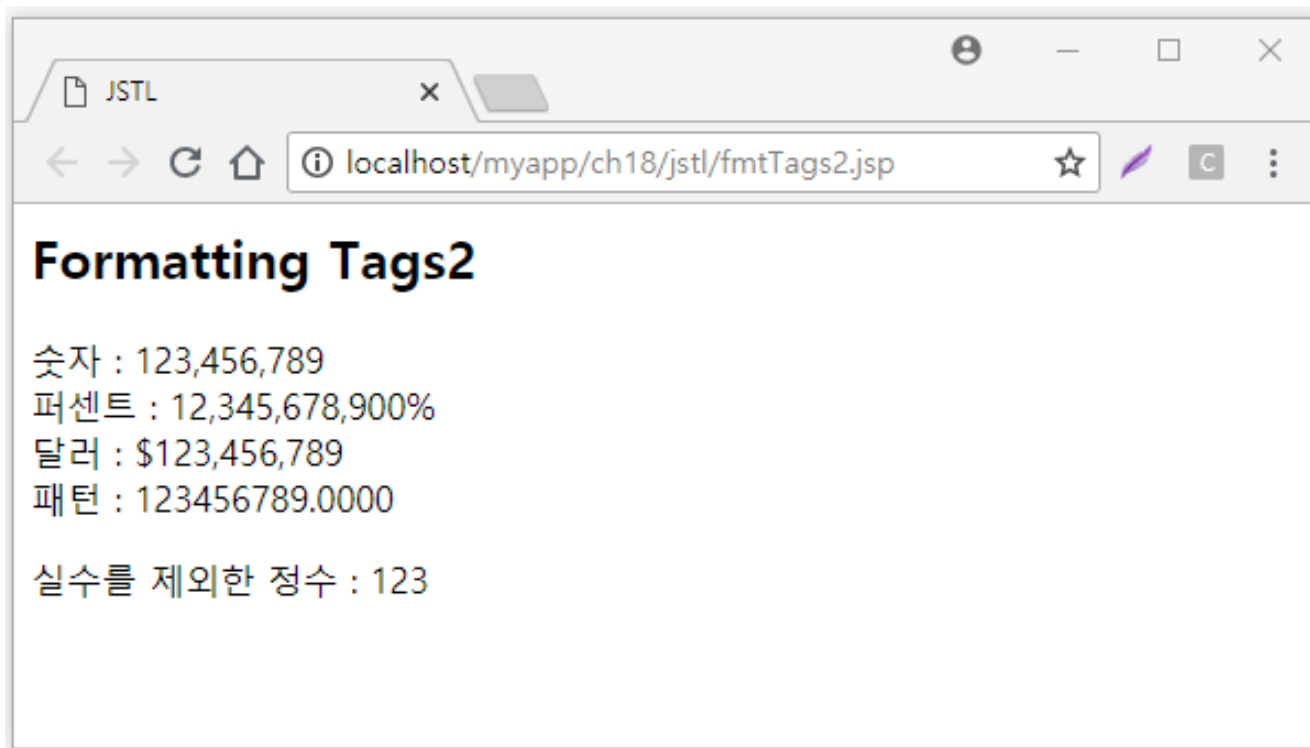 JSTL
localhost/myapp/ch18/jstl/fmtTags2.jsp
C
Formatting Tags2
숫자 : 123,456,789
퍼센트 : 12,345,678,900%
달러 : $123,456,789
패턴 : 123456789.0000
실수를 제외한 정수 : 123